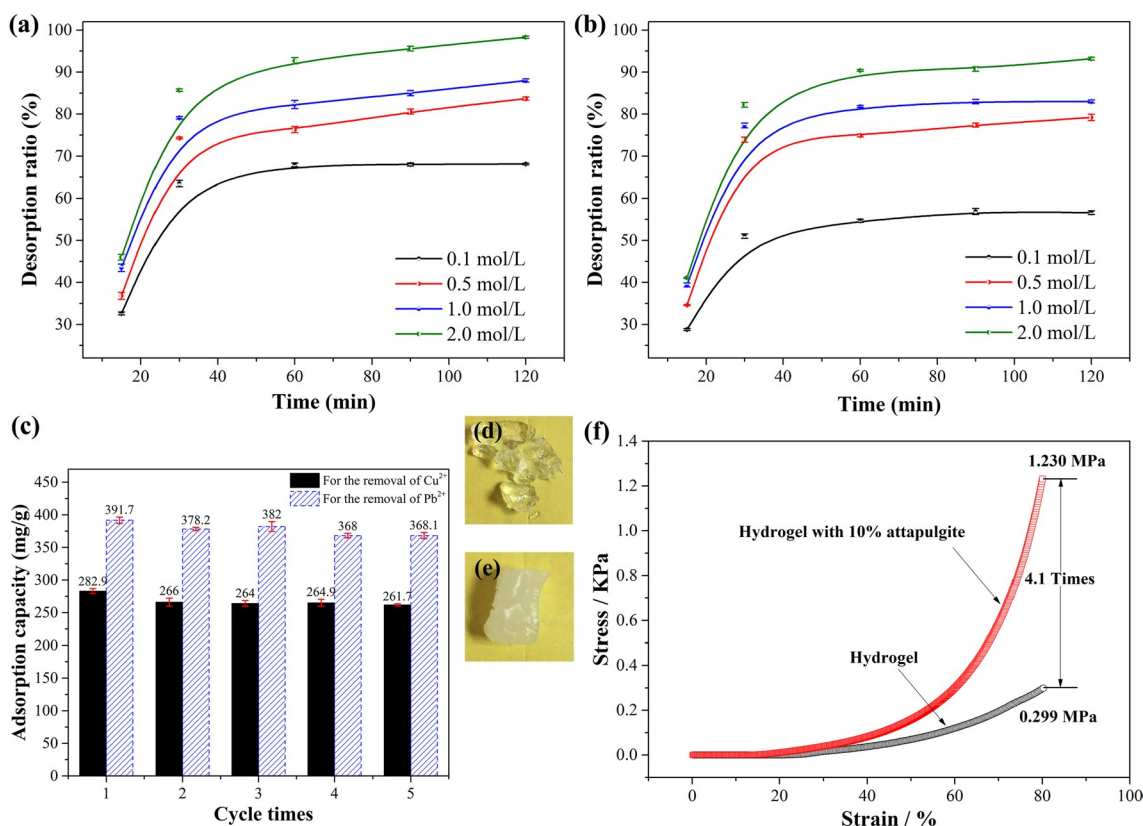 (a)
100
90
80
70
60
50
40
30
Desorption ratio (%)
0.1 mol/L
0.5 mol/L
1.0 mol/L
2.0 mol/L
20 40 60 80 100 120
Time (min)
(b)
100
90
80
70
60
50
40
30
Desorption ratio (%)
0.1 mol/L
0.5 mol/L
1.0 mol/L
2.0 mol/L
20 40 60 80 100 120
Time (min)
(c)
450
400
350
300
250
200
150
100
50
0
Adsorption capacity (mg/g)
For the removal of Cu²⁺
For the removal of Pb²⁺
391.7
378.2
382
368
368.1
282.9
266
264
264.9
261.7
1 2 3 4 5
Cycle times
(d)
(e)
(f)
1.4
1.2
1.0
0.8
0.6
0.4
0.2
0.0
Stress / KPa
1.230 MPa
Hydrogel with 10% attapulgite
4.1 Times
Hydrogel
0.299 MPa
0 20 40 60 80 100
Strain / %